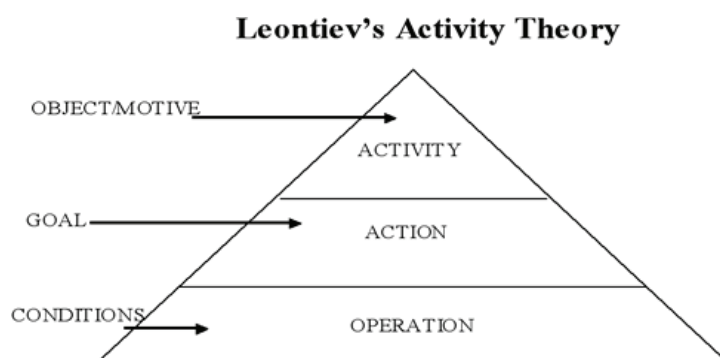 Leontiev's Activity Theory
OBJECT/MOTIVE
ACTIVITY
GOAL
ACTION
CONDITIONS
OPERATION